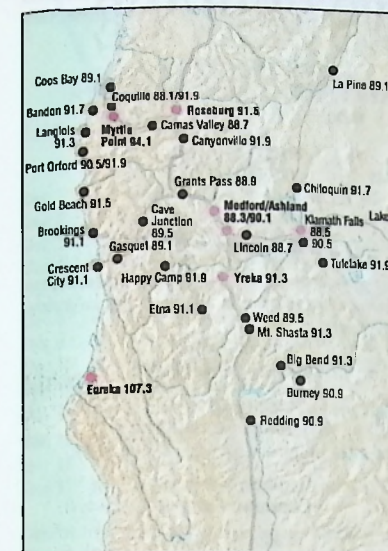 Coos Bay 89.1
La Pine 89.1
Coquille 88.1/91.9
Bandon 91.7
Roseburg 91.5
Langlois
91.3
Myrtle
Point 94.1
Camas Valley 88.7
Canyonville 91.9
Port Orford 90.5/91.9
Grants Pass 88.9
Chiloquin 91.7
Gold Beach 91.5
Cave
Junction
89.5
Medford/Ashland
88.3/90.1
Klamath Falls
88.5
90.5
Lake
Brookings
91.1
Lincoln 88.7
Gasquet 89.1
Crescent
City 91.1
Happy Camp 91.9
Yreka 91.3
Tulelake 91.9
Etna 91.1
Weed 89.5
Mt. Shasta 91.3
Big Bend 91.3
Burney 90.9
Eureka 107.3
Redding 90.9